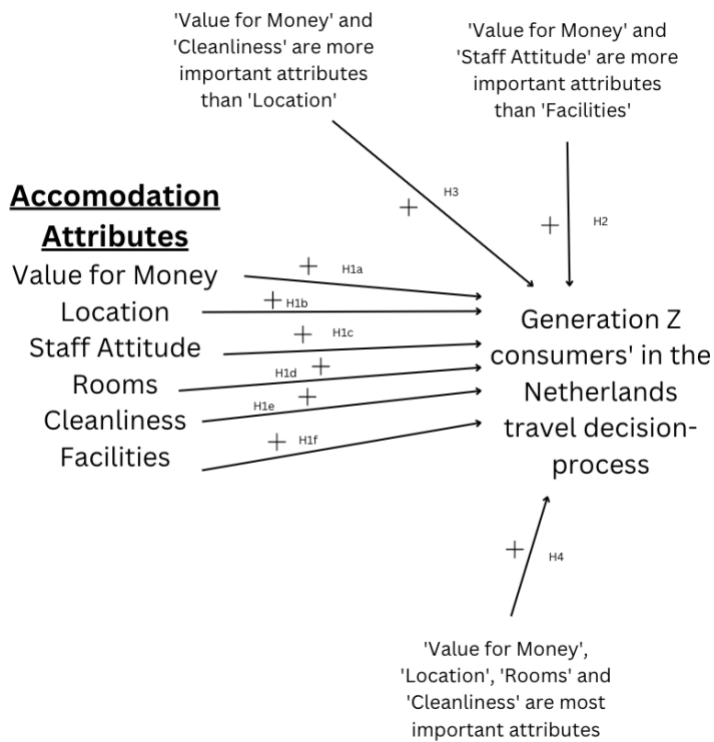 'Value for Money' and
'Cleanliness' are more
important attributes
than 'Location'
'Value for Money' and
'Staff Attitude' are more
important attributes
than 'Facilities'
H3
+
+
H2
Accomodation
Attributes
Value for Money
+
H1a
Location
+
H1b
Staff Attitude
+
H1c
Rooms
H1d
+
Cleanliness
H1e
+
Facilities
+
H1f
Generation Z
consumers' in the
Netherlands
travel decision-
process
+
H4
'Value for Money',
'Location', 'Rooms' and
'Cleanliness' are most
important attributes